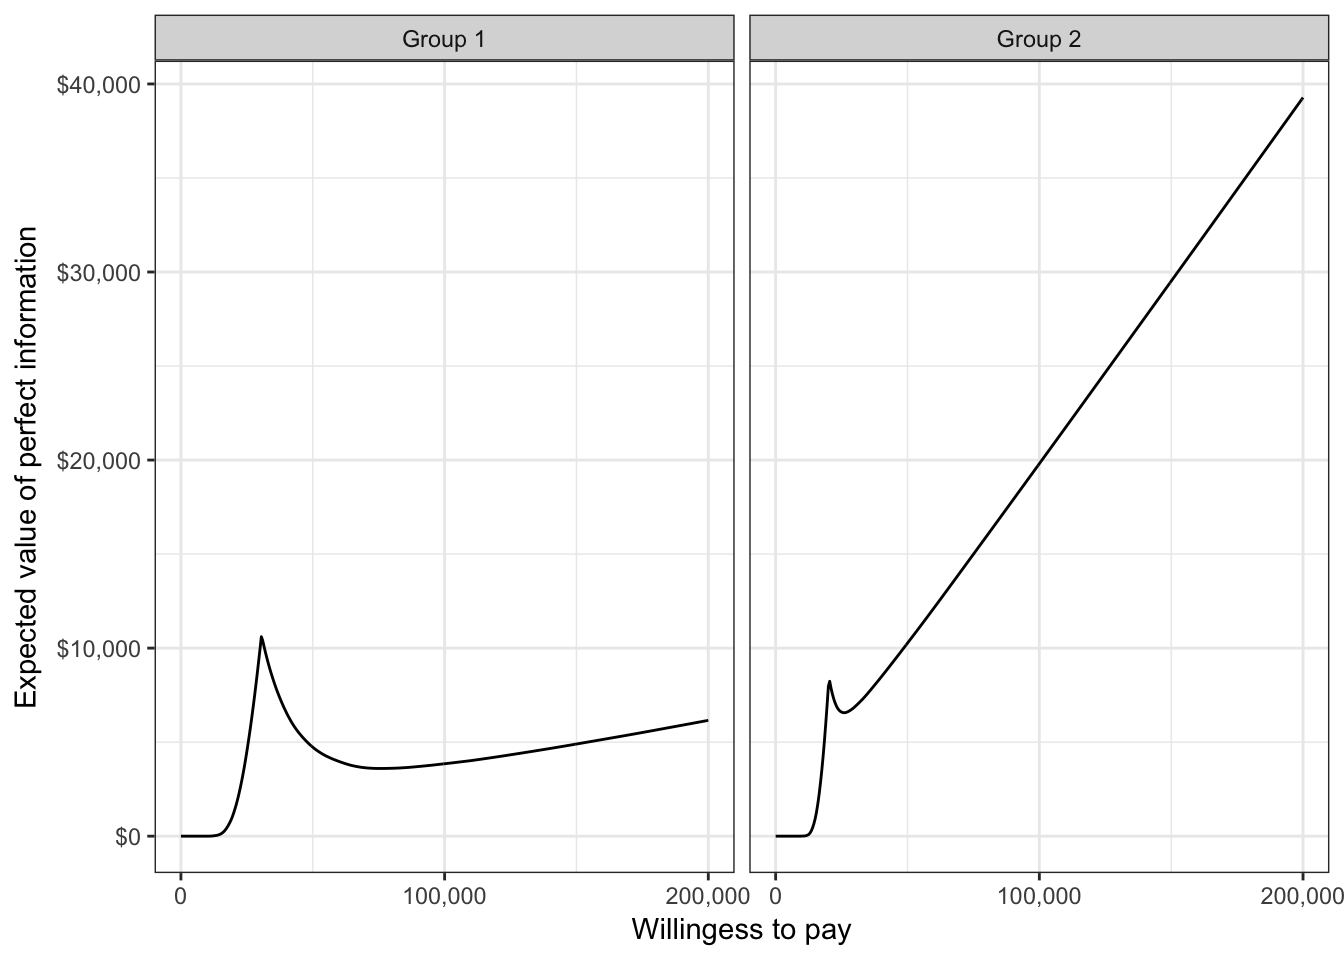 Group 1
Group 2
$40,000
$30,000
$20,000
$10,000
$0
0
100,000
200,000
0
100,000
200,000
Willingess to pay
Expected value of perfect information